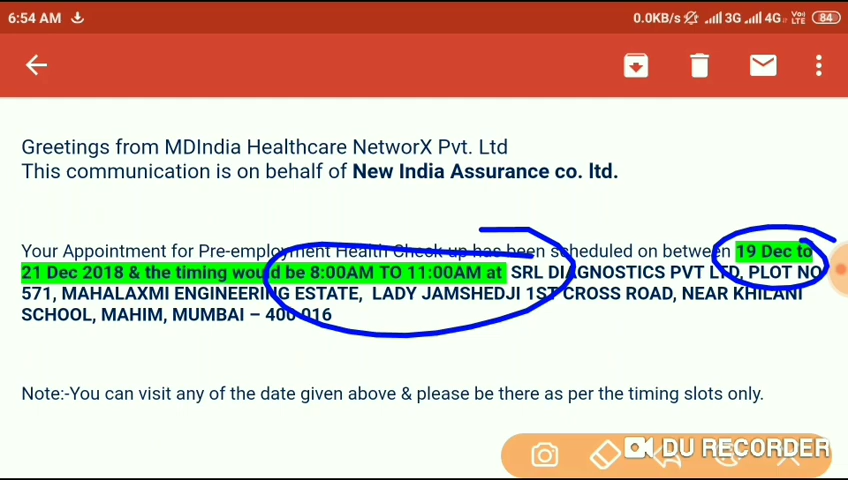 6:54 AM 0.0KB/s 3G 4G VoLTE 84
Greetings from MDIndia Healthcare NetworX Pvt. Ltd
This communication is on behalf of New India Assurance co. ltd.
Your Appointment for Pre-employment Health Check up has been scheduled on between 19 Dec to
21 Dec 2018 & the timing would be 8:00AM TO 11:00AM at SRL DIAGNOSTICS PVT LTD, PLOT NO
571, MAHALAXMI ENGINEERING ESTATE, LADY JAMSHEDJI 1ST CROSS ROAD, NEAR KHILANI
SCHOOL, MAHIM, MUMBAI – 400 016
Note:-You can visit any of the date given above & please be there as per the timing slots only.
DU RECORDER